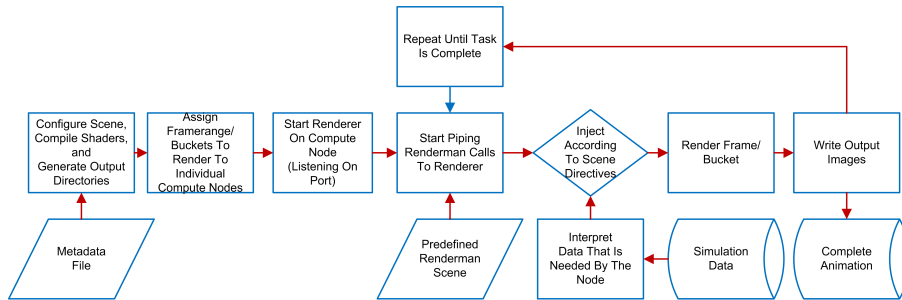 Repeat Until Task
Is Complete
Configure Scene,
Compile Shaders,
and
Generate Output
Directories
Assign
Framerange/
Buckets To
Render To
Individual
Compute Nodes
Start Renderer
On Compute
Node
(Listening On
Port)
Start Piping
Renderman Calls
To Renderer
Inject
According
To Scene
Directives
Render Frame/
Bucket
Write Output
Images
Metadata
File
Predefined
Renderman
Scene
Interpret
Data That Is
Needed By The
Node
Simulation
Data
Complete
Animation